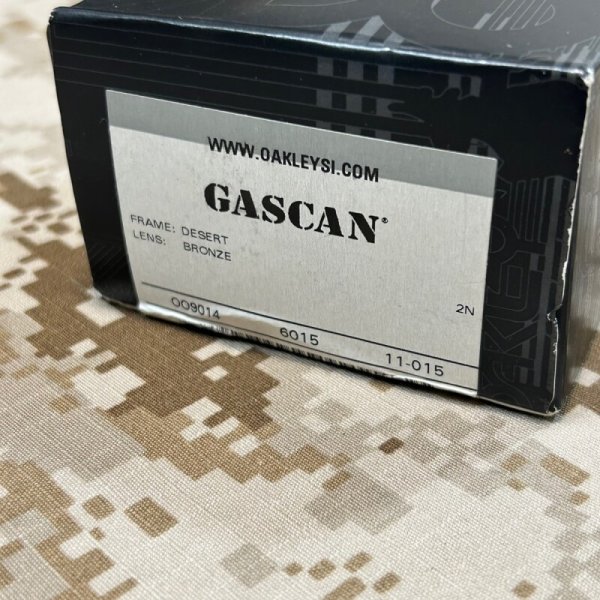 WWW.OAKLEYSI.COM
GASCAN®
FRAME: DESERT
LENS: BRONZE
2N
OO9014 6015 11-015